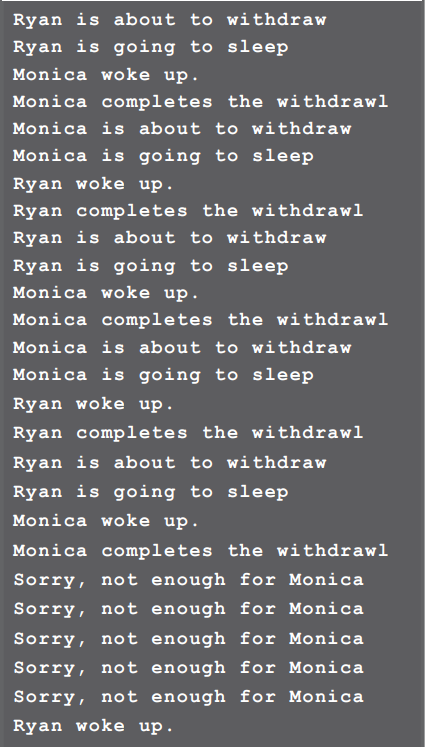 Ryan is about to withdraw
Ryan is going to sleep
Monica woke up.
Monica completes the withdrawl
Monica is about to withdraw
Monica is going to sleep
Ryan woke up.
Ryan completes the withdrawl
Ryan is about to withdraw
Ryan is going to sleep
Monica woke up.
Monica completes the withdrawl
Monica is about to withdraw
Monica is going to sleep
Ryan woke up.
Ryan completes the withdrawl
Ryan is about to withdraw
Ryan is going to sleep
Monica woke up.
Monica completes the withdrawl
Sorry, not enough for Monica
Sorry, not enough for Monica
Sorry, not enough for Monica
Sorry, not enough for Monica
Sorry, not enough for Monica
Ryan woke up.